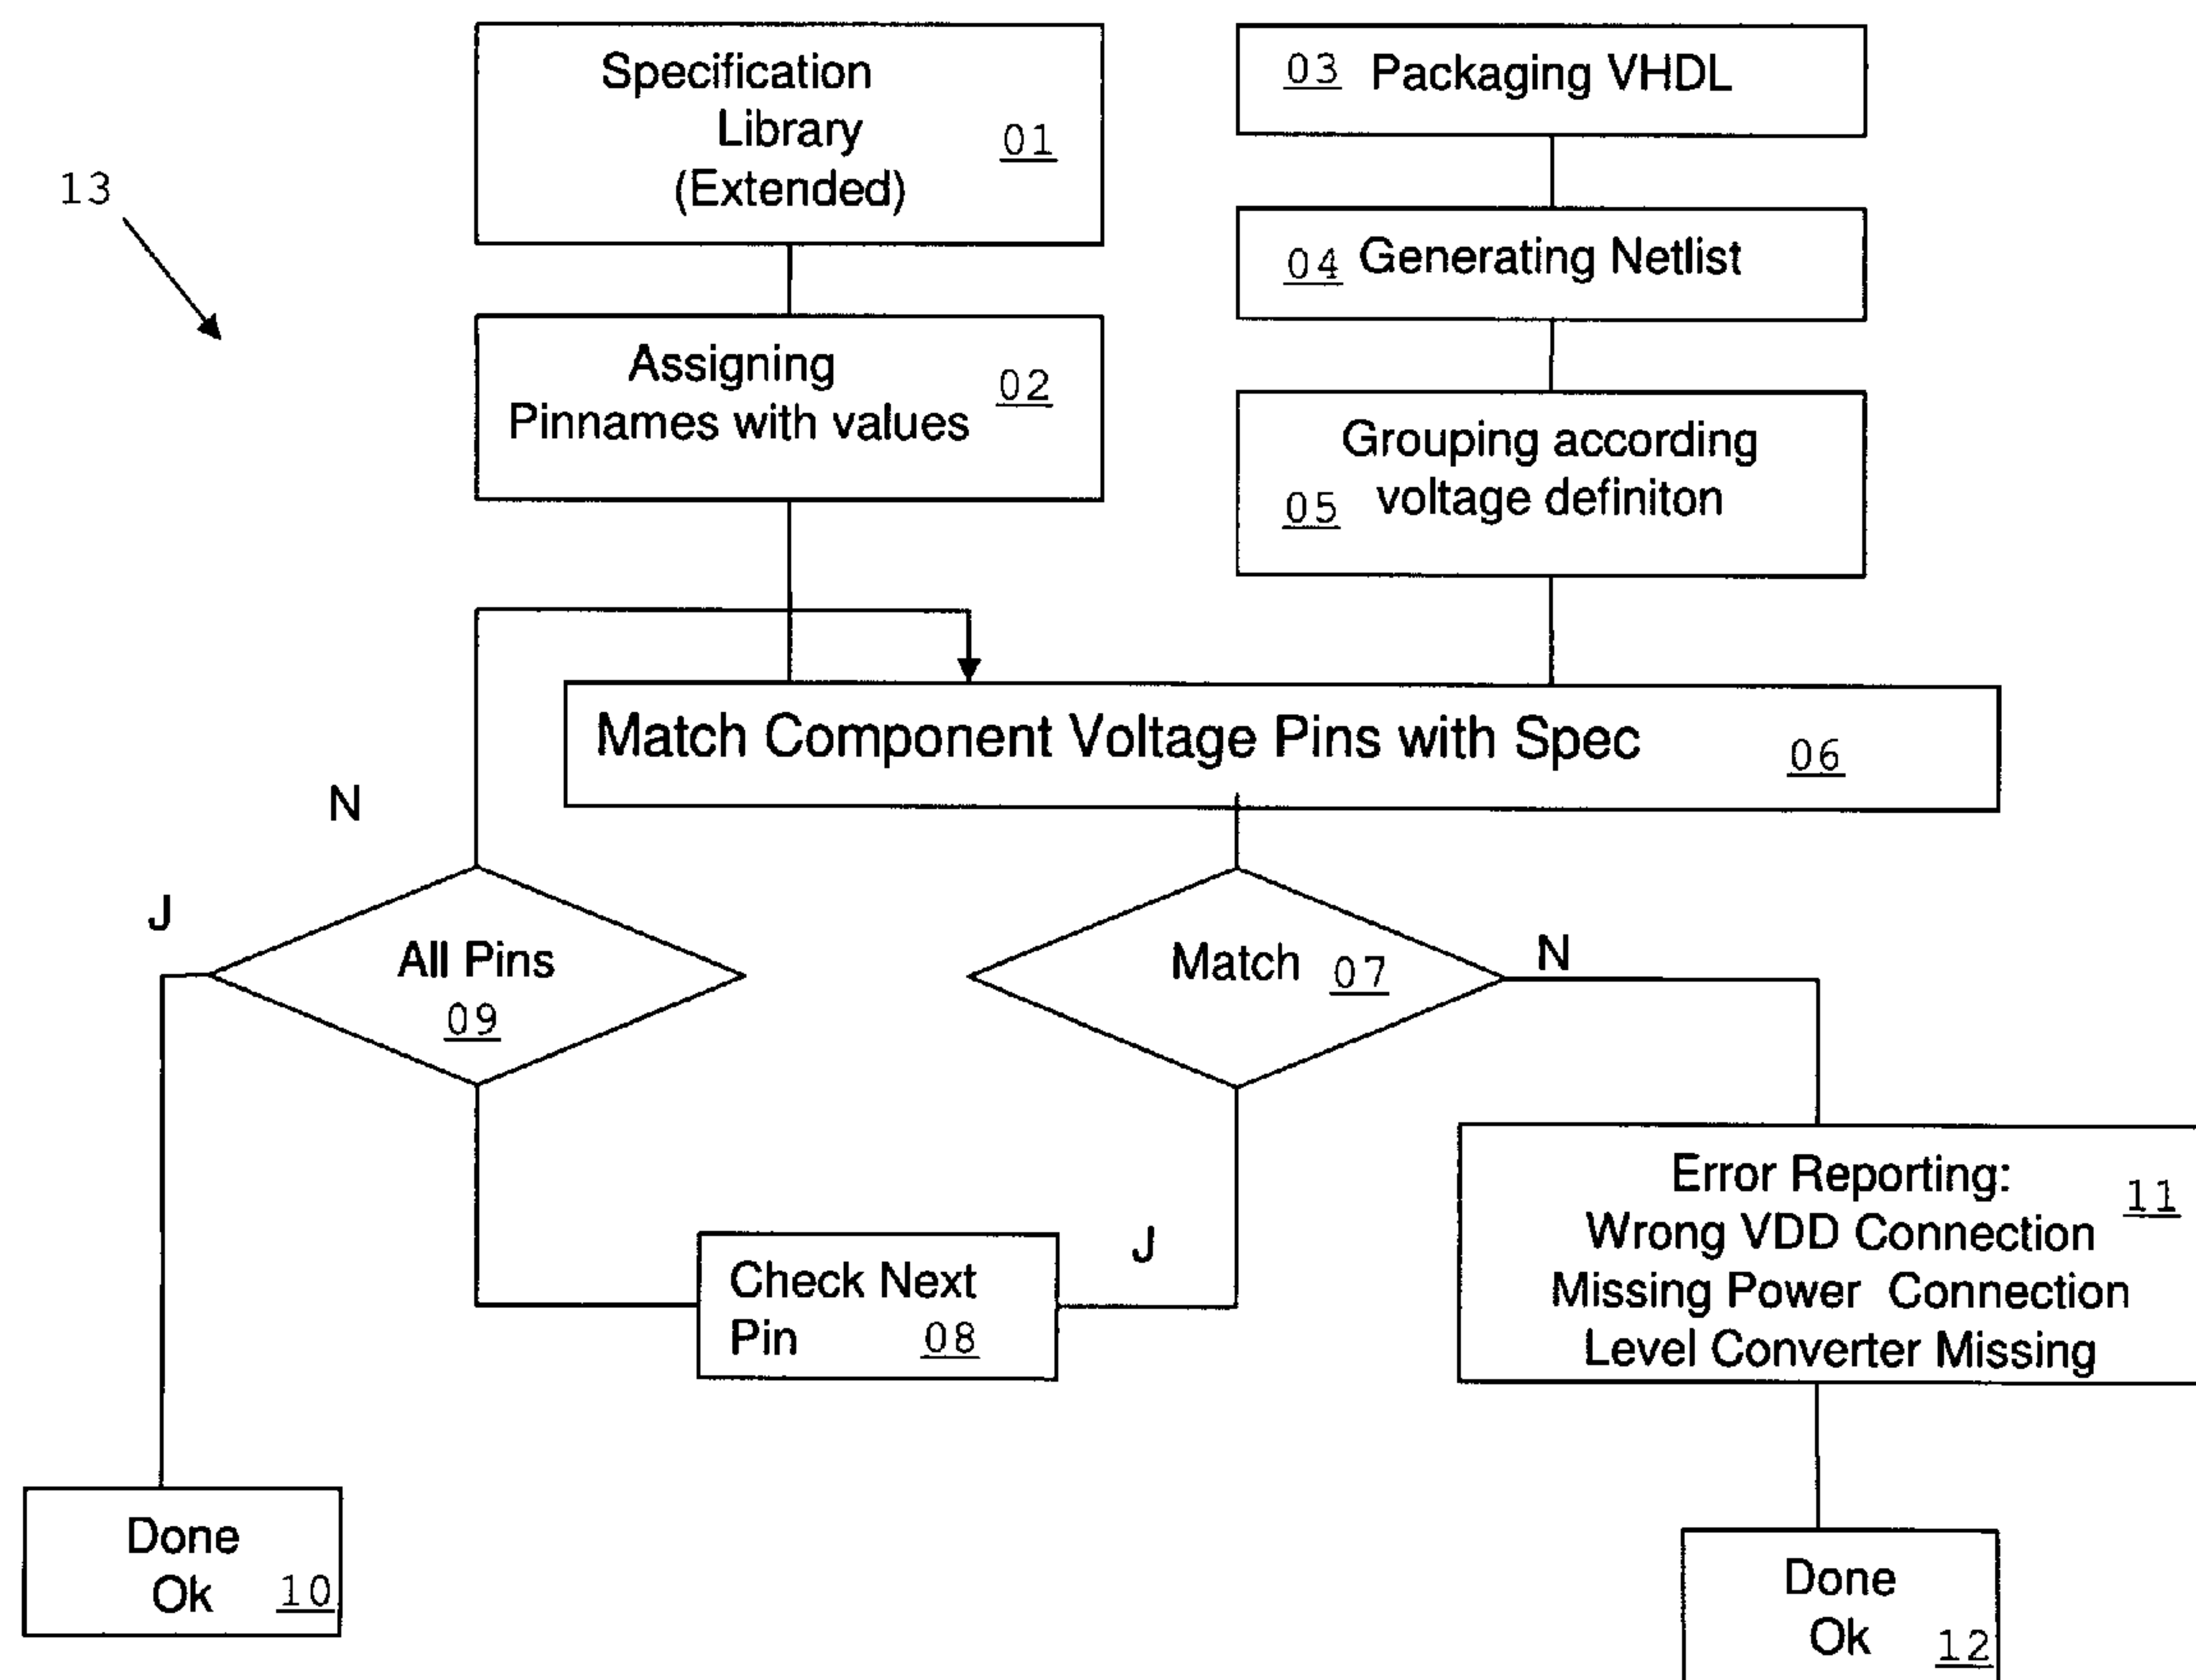 Specification
Library
(Extended)
01
03 Packaging VHDL
13
04 Generating Netlist
Assigning
Pinnames with values
02
Grouping according
voltage definiton
05
Match Component Voltage Pins with Spec
06
N
J
All Pins
09
Match 07
N
Check Next
Pin 08
J
Error Reporting:
Wrong VDD Connection
Missing Power Connection
Level Converter Missing
11
Done
Ok 10
Done
Ok 12